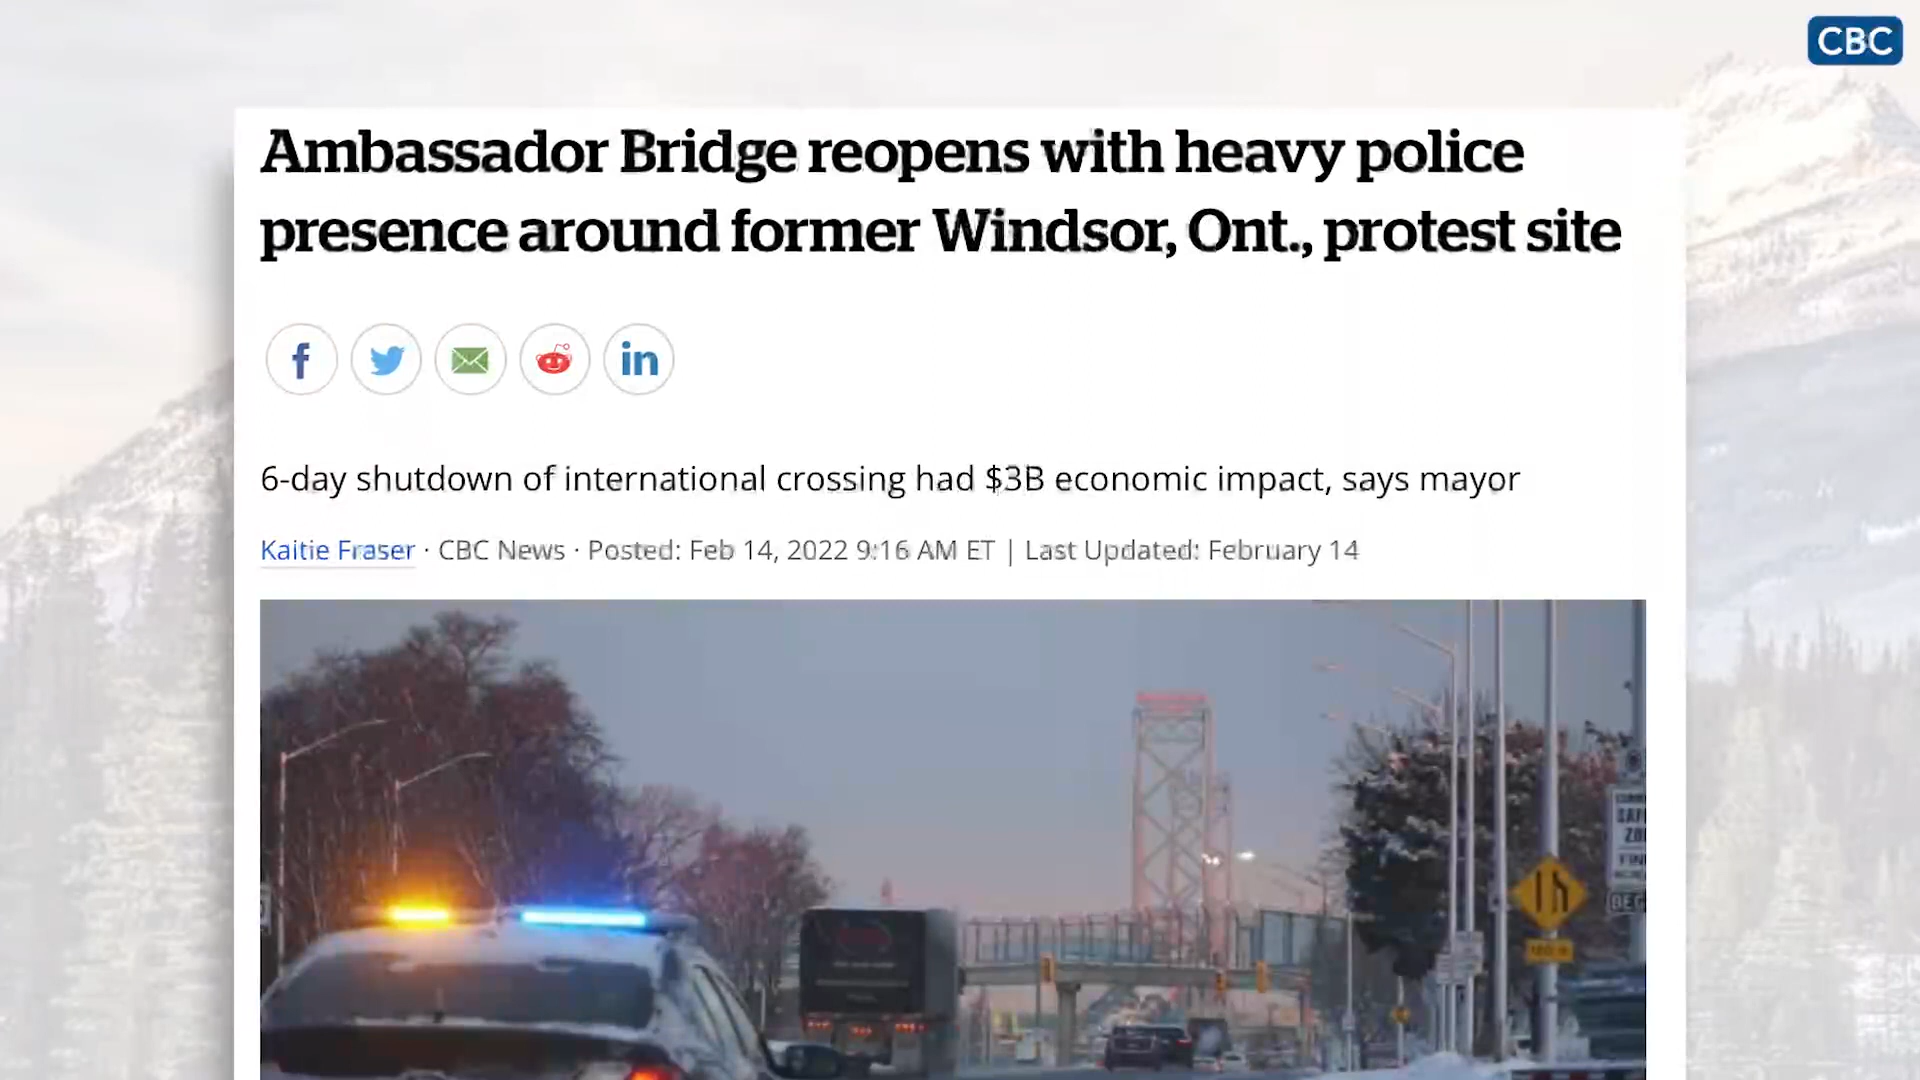 CBC
Ambassador Bridge reopens with heavy police
presence around former Windsor, Ont., protest site
6-day shutdown of international crossing had $3B economic impact, says mayor
Kaitie Fraser · CBC News · Posted: Feb 14, 2022 9:16 AM ET | Last Updated: February 14